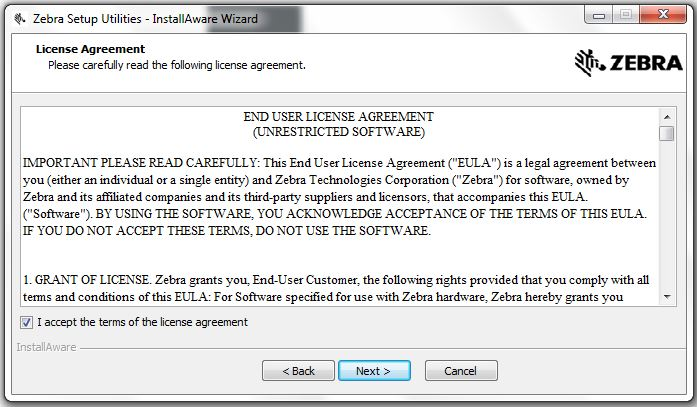 Zebra Setup Utilities - InstallAware Wizard
License Agreement
Please carefully read the following license agreement.
ZEBRA
END USER LICENSE AGREEMENT
(UNRESTRICTED SOFTWARE)
IMPORTANT PLEASE READ CAREFULLY: This End User License Agreement ("EULA") is a legal agreement between
you (either an individual or a single entity) and Zebra Technologies Corporation ("Zebra") for software, owned by
Zebra and its affiliated companies and its third-party suppliers and licensors, that accompanies this EULA.
("Software"). BY USING THE SOFTWARE, YOU ACKNOWLEDGE ACCEPTANCE OF THE TERMS OF THIS EULA.
IF YOU DO NOT ACCEPT THESE TERMS, DO NOT USE THE SOFTWARE.
1. GRANT OF LICENSE. Zebra grants you, End-User Customer, the following rights provided that you comply with all
terms and conditions of this EULA: For Software specified for use with Zebra hardware, Zebra hereby grants you
I accept the terms of the license agreement
InstallAware
< Back
Next >
Cancel